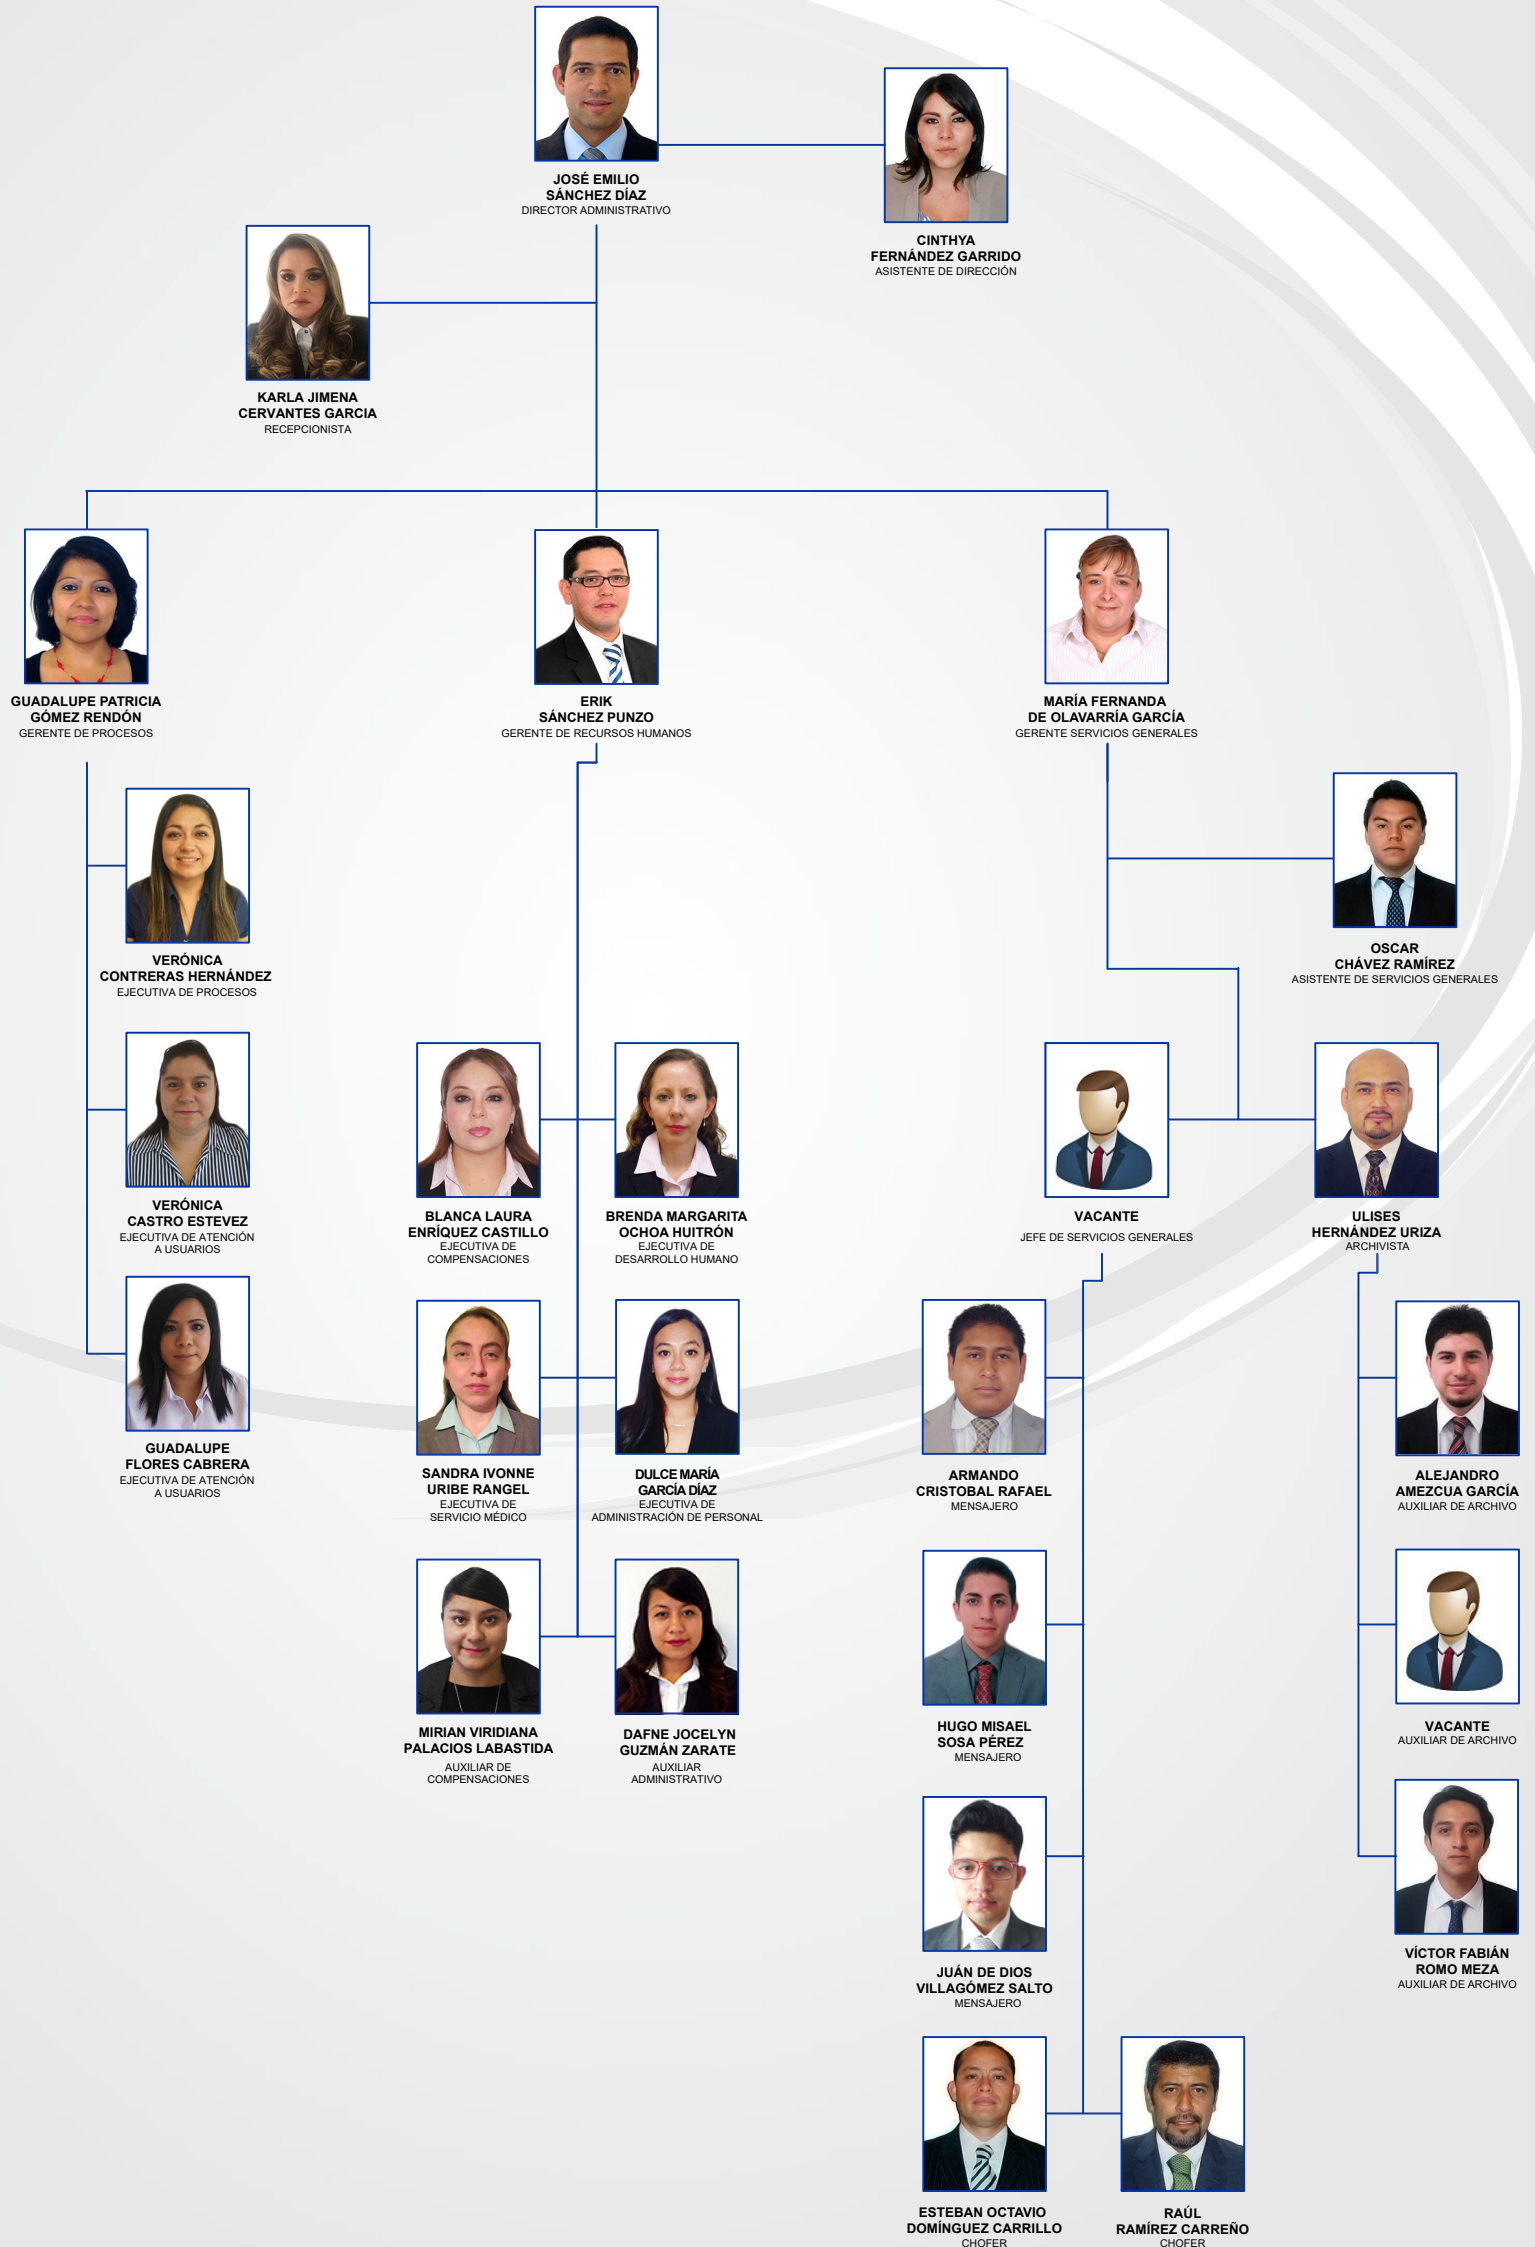 JOSÉ EMILIO
SÁNCHEZ DÍAZ
DIRECTOR ADMINISTRATIVO
CINTHYA
FERNÁNDEZ GARRIDO
ASISTENTE DE DIRECCIÓN
KARLA JIMENA
CERVANTES GARCIA
RECEPCIONISTA
GUADALUPE PATRICIA
GÓMEZ RENDÓN
GERENTE DE PROCESOS
ERIK
SÁNCHEZ PUNZO
GERENTE DE RECURSOS HUMANOS
MARÍA FERNANDA
DE OLAVARRÍA GARCÍA
GERENTE SERVICIOS GENERALES
VERÓNICA
CONTRERAS HERNÁNDEZ
EJECUTIVA DE PROCESOS
OSCAR
CHÁVEZ RAMÍREZ
ASISTENTE DE SERVICIOS GENERALES
VERÓNICA
CASTRO ESTEVEZ
EJECUTIVA DE ATENCIÓN
A USUARIOS
BLANCA LAURA
ENRÍQUEZ CASTILLO
EJECUTIVA DE
COMPENSACIONES
BRENDA MARGARITA
OCHOA HUITRÓN
EJECUTIVA DE
DESARROLLO HUMANO
VACANTE
JEFE DE SERVICIOS GENERALES
ULISES
HERNÁNDEZ URIZA
ARCHIVISTA
GUADALUPE
FLORES CABRERA
EJECUTIVA DE ATENCIÓN
A USUARIOS
SANDRA IVONNE
URIBE RANGEL
EJECUTIVA DE
SERVICIO MÉDICO
DULCE MARÍA
GARCÍA DÍAZ
EJECUTIVA DE
ADMINISTRACIÓN DE PERSONAL
ARMANDO
CRISTOBAL RAFAEL
MENSAJERO
ALEJANDRO
AMEZCUA GARCÍA
AUXILIAR DE ARCHIVO
MIRIAN VIRIDIANA
PALACIOS LABASTIDA
AUXILIAR DE
COMPENSACIONES
DAFNE JOCELYN
GUZMÁN ZARATE
AUXILIAR
ADMINISTRATIVO
HUGO MISAEL
SOSA PÉREZ
MENSAJERO
VACANTE
AUXILIAR DE ARCHIVO
JUÁN DE DIOS
VILLAGÓMEZ SALTO
MENSAJERO
VÍCTOR FABIÁN
ROMO MEZA
AUXILIAR DE ARCHIVO
ESTEBAN OCTAVIO
DOMÍNGUEZ CARRILLO
CHOFER
RAÚL
RAMÍREZ CARREÑO
CHOFER